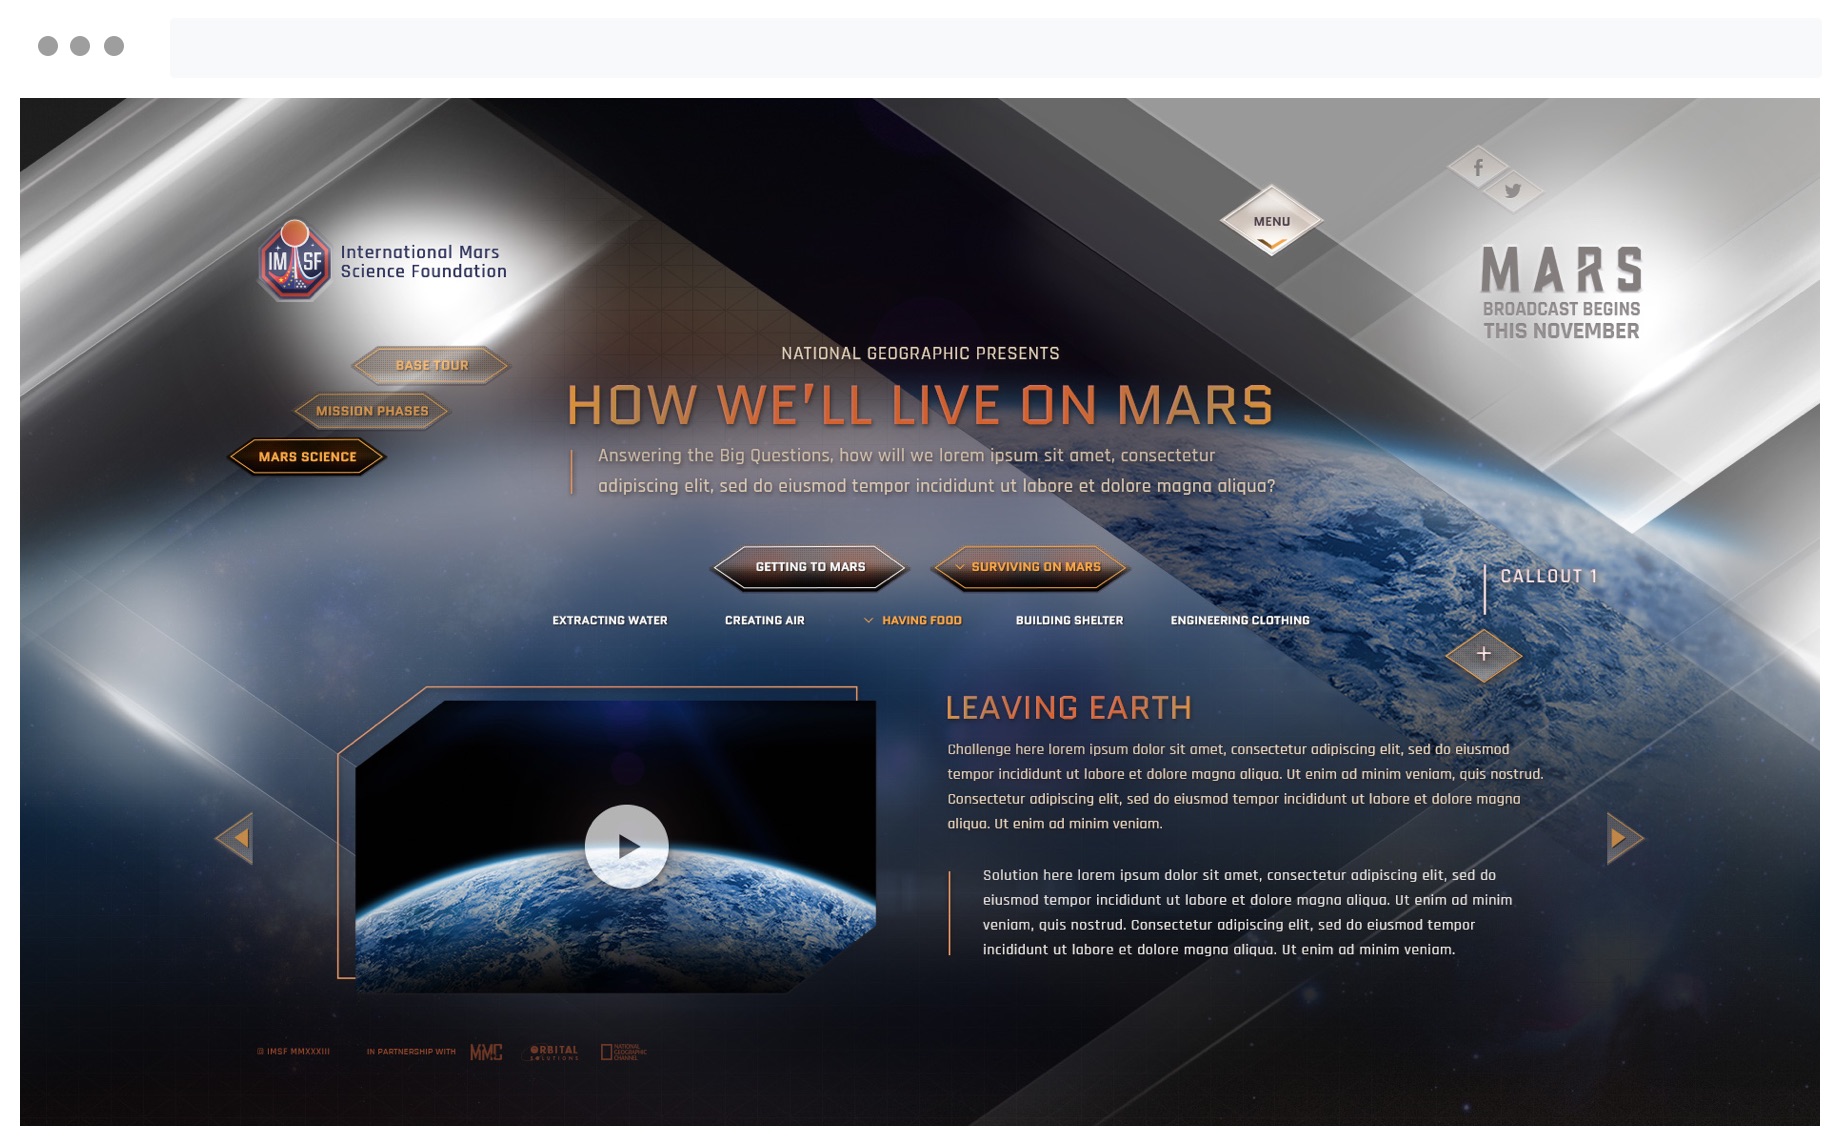 IMSF
International Mars
Science Foundation
MENU
MARS
BROADCAST BEGINS
THIS NOVEMBER
BASE TOUR
MISSION PHASES
MARS SCIENCE
NATIONAL GEOGRAPHIC PRESENTS
HOW WE'LL LIVE ON MARS
Answering the Big Questions, how will we lorem ipsum sit amet, consectetur
adipiscing elit, sed do eiusmod tempor incididunt ut labore et dolore magna aliqua?
GETTING TO MARS
SURVIVING ON MARS
CALLOUT 1
EXTRACTING WATER
CREATING AIR
HAVING FOOD
BUILDING SHELTER
ENGINEERING CLOTHING
LEAVING EARTH
Challenge here lorem ipsum dolor sit amet, consectetur adipiscing elit, sed do eiusmod
tempor incididunt ut labore et dolore magna aliqua. Ut enim ad minim veniam, quis nostrud.
Consectetur adipiscing elit, sed do eiusmod tempor incididunt ut labore et dolore magna
aliqua. Ut enim ad minim veniam.
Solution here lorem ipsum dolor sit amet, consectetur adipiscing elit, sed do
eiusmod tempor incididunt ut labore et dolore magna aliqua. Ut enim ad minim
veniam, quis nostrud. Consectetur adipiscing elit, sed do eiusmod tempor
incididunt ut labore et dolore magna aliqua. Ut enim ad minim veniam.
© IMSF MMXXXIII
IN PARTNERSHIP WITH
MMC
ORBITAL
SOLUTIONS
NATIONAL
GEOGRAPHIC
CHANNEL